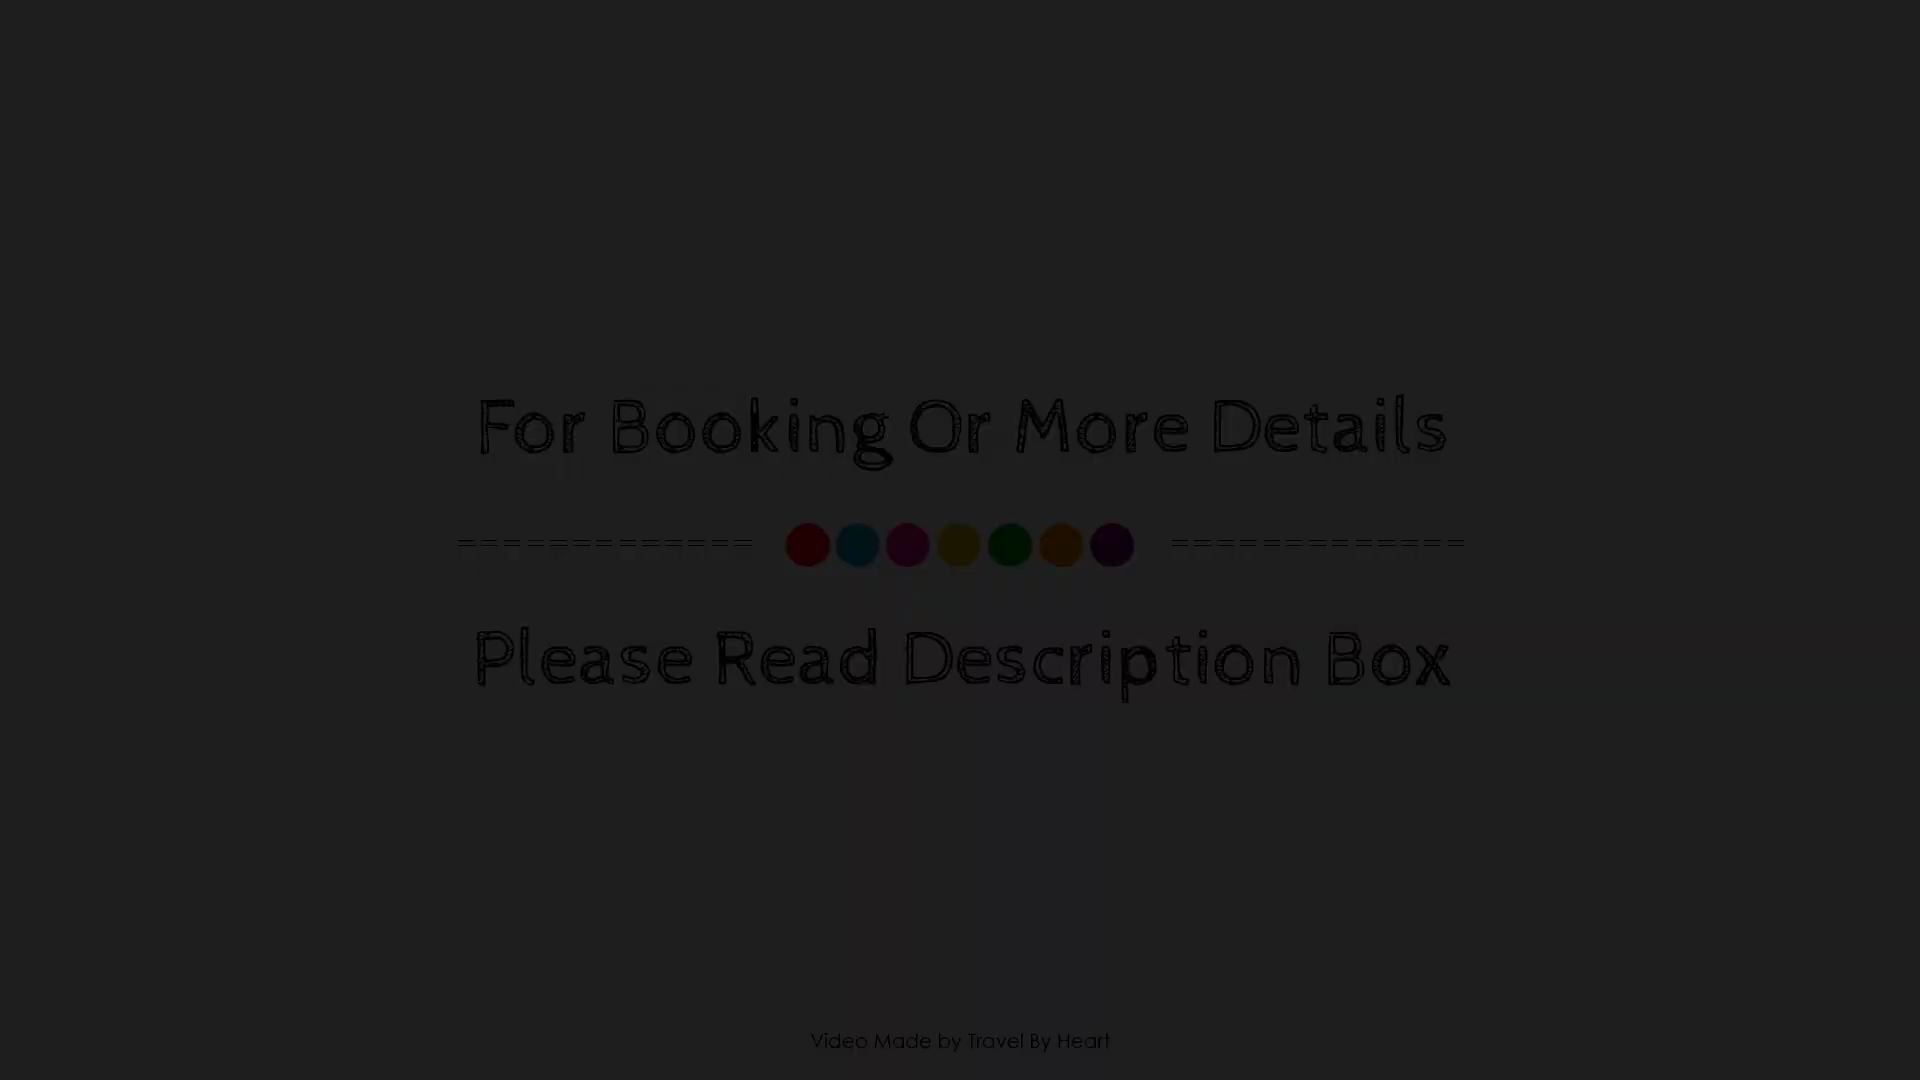 For Booking Or More Details
============= =============
Please Read Description Box
Video Made by Travel By Heart